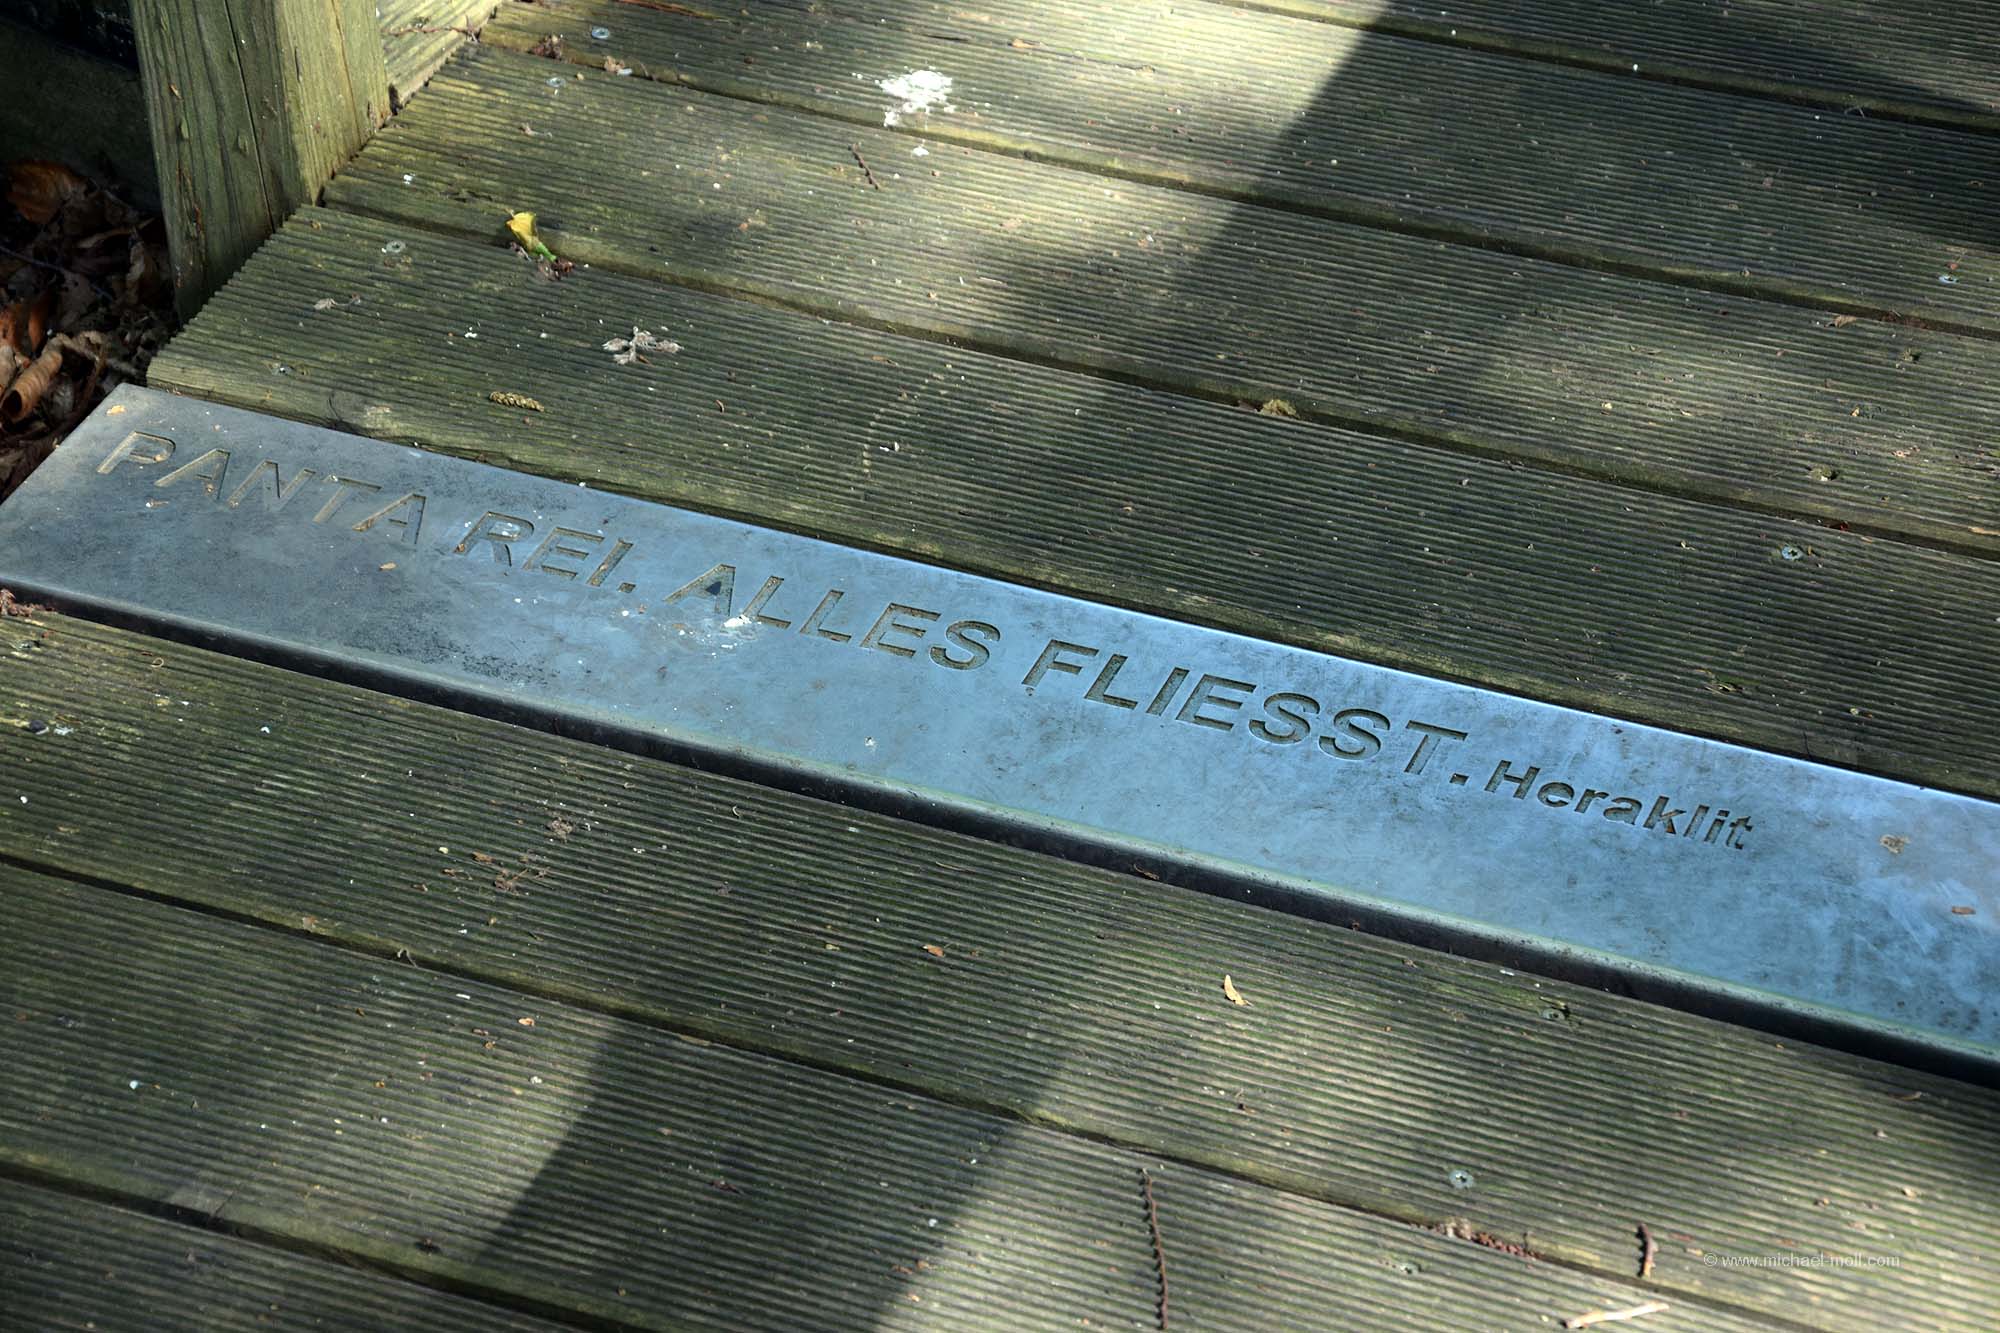 PANTA REI. ALLES FLIESST. Heraklit
© www.michael-moll.com